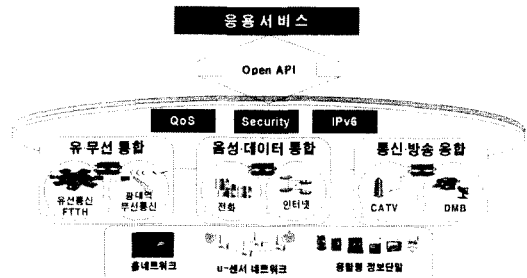 응용서비스
Open API
QoS Security IPv6
유·무선 통합 음성·데이터 통합 통신·방송 융합
유선통신 FTTH
광대역 무선통신
전화
인터넷
CATV
DMB
홈네트워크 u-센서 네트워크 융합형 정보단말